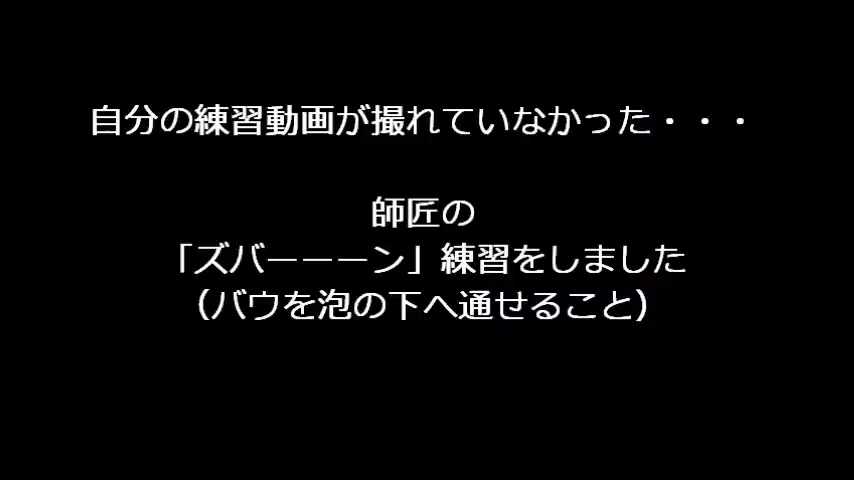 自分の練習動画が撮れていなかった・・・
師匠の
「ズバーーーン」練習をしました
（バウを泡の下へ通せること）